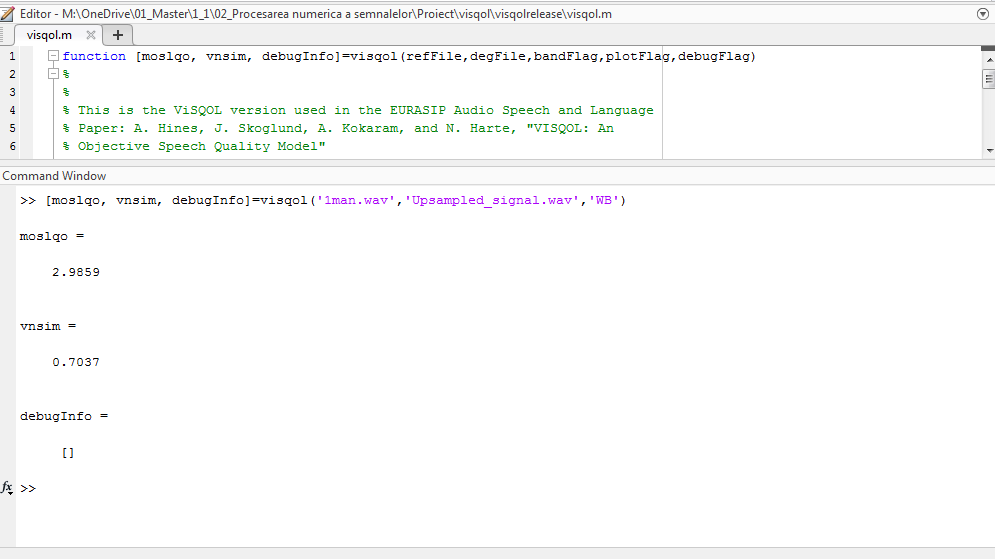 Editor - M:\OneDrive\01_Master\1_1\02_Procesarea numerica a semnalelor\Proiect\visqol\visqolrelease\visqol.m
visqol.m
1 function [moslqo, vnsim, debugInfo]=visqol(refFile,degFile,bandFlag,plotFlag,debugFlag)
2 %
3 %
4 % This is the ViSQOL version used in the EURASIP Audio Speech and Language
5 % Paper: A. Hines, J. Skoglund, A. Kokaram, and N. Harte, "VISQOL: An
6 % Objective Speech Quality Model"
Command Window
>> [moslqo, vnsim, debugInfo]=visqol('1man.wav','Upsampled_signal.wav','WB')
moslqo =
2.9859
vnsim =
0.7037
debugInfo =
[]
fx >>